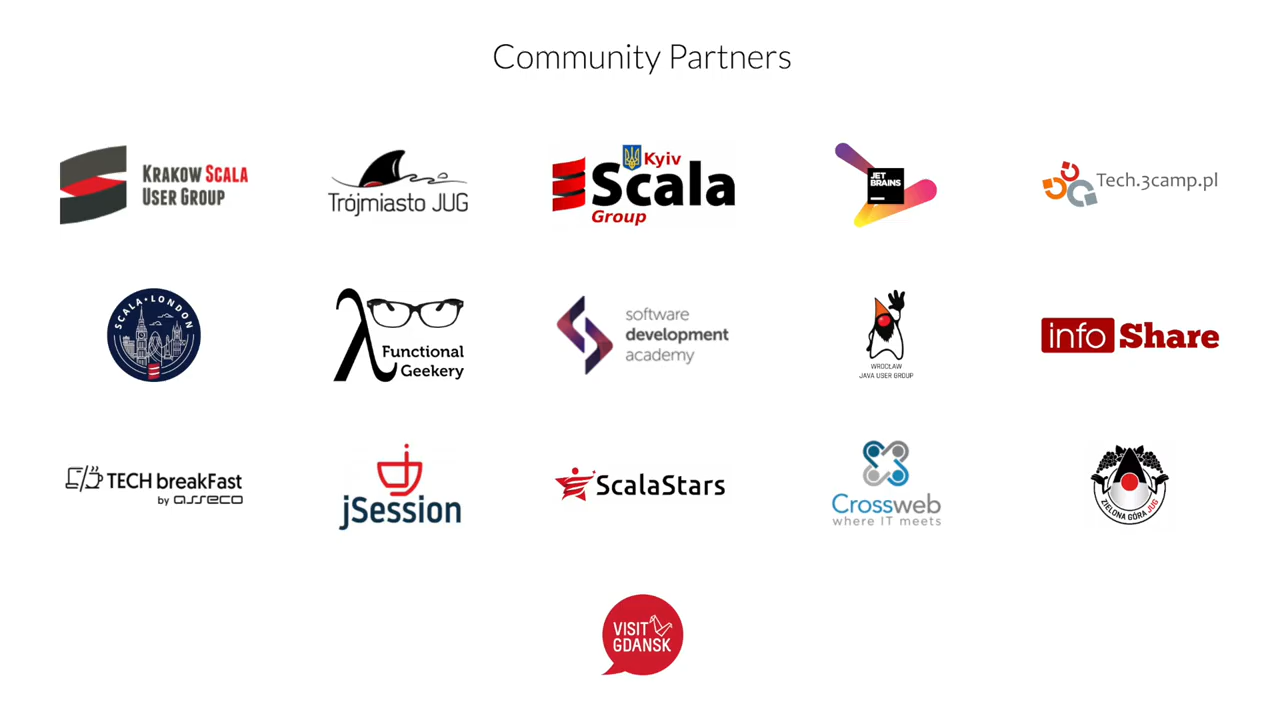 Community Partners
KRAKOW SCALA
USER GROUP
Trójmiasto JUG
Kyiv
Scala
Group
JET
BRAINS
Tech.3camp.pl
SCALA • LONDON
λ
Functional
Geekery
software
development
academy
WROCŁAW
JAVA USER GROUP
info Share
TECH breakFast
by asseco
jSession
ScalaStars
Crossweb
where IT meets
ZIELONA GÓRA JUG
VISIT
GDANSK